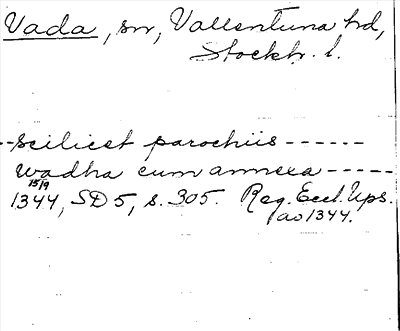 Vada, sn, Vallentuna hd,
Stockh. l.
-- scilicet parochiis ------
wadha cum annexa -----
15/9
1344, SD 5, s. 305. Reg. Eccl. Ups.
ao 1344.